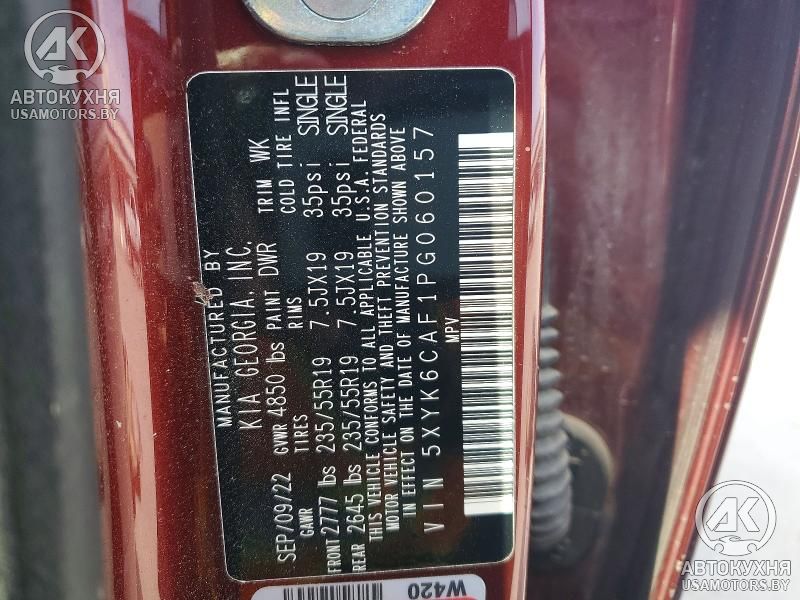 MANUFACTURED BY
KIA GEORGIA, INC.
SEP/09/22 GVWR 4850 lbs PAINT DWR TRIM WK
GAWR TIRES RIMS COLD TIRE INFL
FRONT 2777 lbs 235/55R19 7.5JX19 35psi SINGLE
REAR 2645 lbs 235/55R19 7.5JX19 35psi SINGLE
THIS VEHICLE CONFORMS TO ALL APPLICABLE U.S.A. FEDERAL
MOTOR VEHICLE SAFETY AND THEFT PREVENTION STANDARDS
IN EFFECT ON THE DATE OF MANUFACTURE SHOWN ABOVE
VIN 5XYK6CAF1PG060157
MPV
W420
AK
АВТОКУХНЯ
USAMOTORS.BY
AK
АВТОКУХНЯ
USAMOTORS.BY